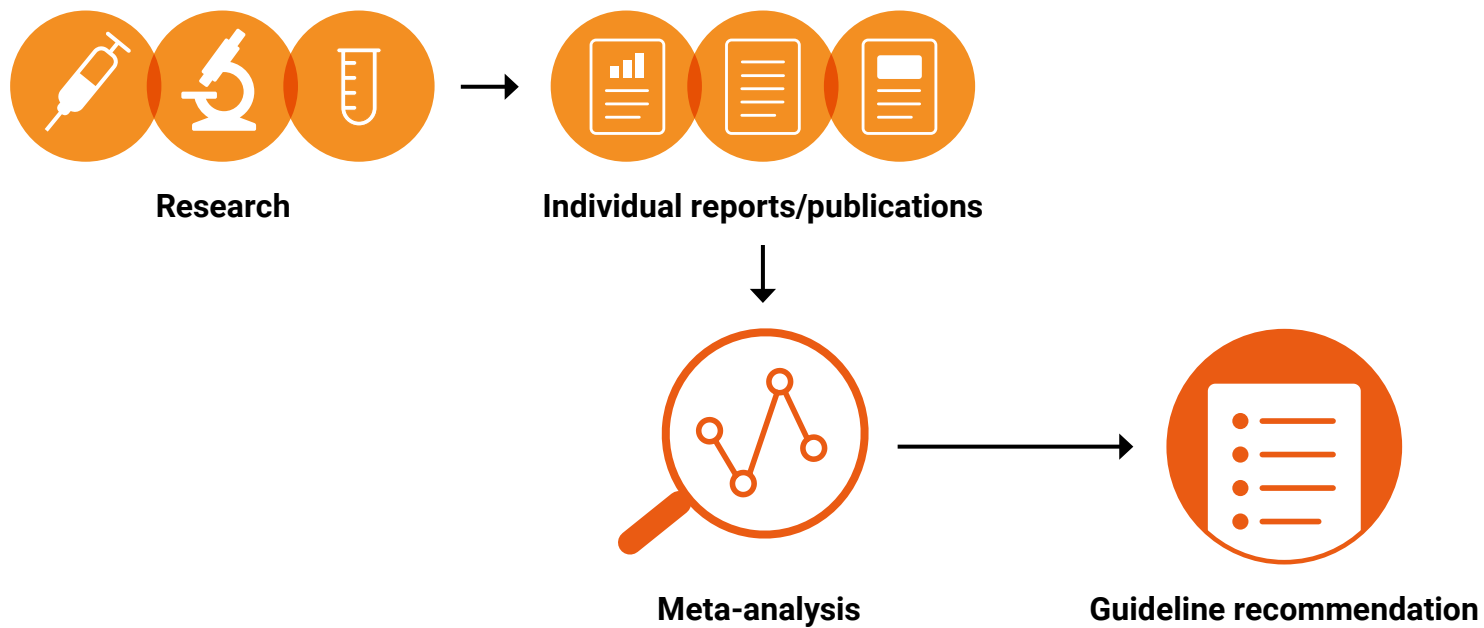 Research
Individual reports/publications
Meta-analysis
Guideline recommendation